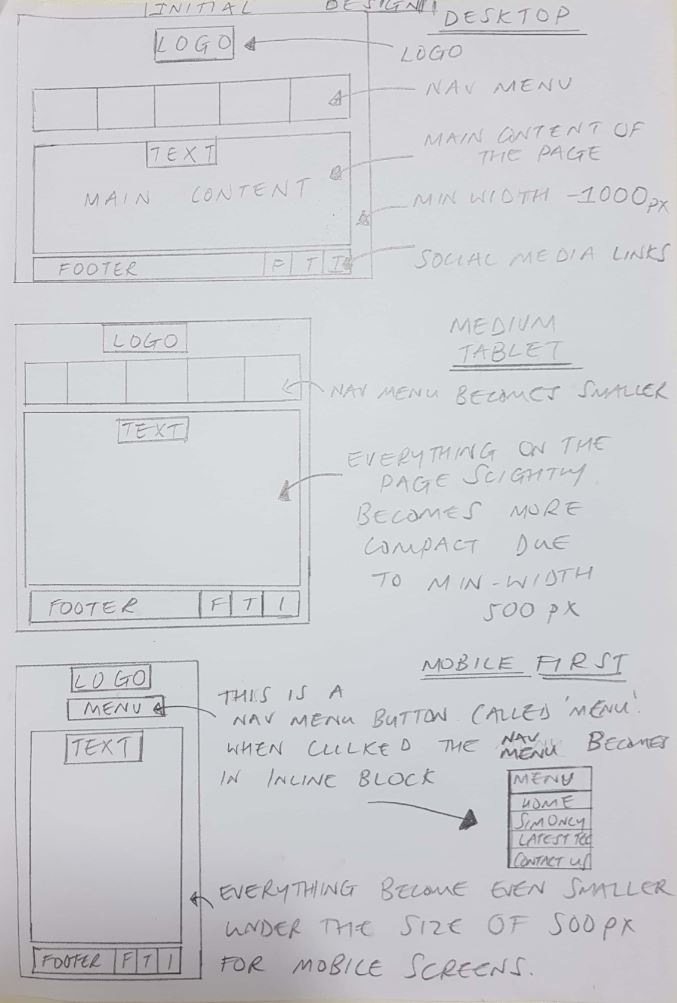 INITIAL DESIGN
DESKTOP
LOGO
LOGO
NAV MENU
TEXT
MAIN CONTENT OF
THE PAGE
MAIN CONTENT
MIN WIDTH -1000px
FOOTER F T I
SOCIAL MEDIA LINKS
MEDIUM
TABLET
LOGO
NAV MENU BECOMES SMALLER
TEXT
EVERYTHING ON THE
PAGE SLIGHTLY
BECOMES MORE
COMPACT DUE
TO MIN-WIDTH
500 PX
FOOTER F T I
MOBILE FIRST
LOGO
MENU
TEXT
THIS IS A
NAV MENU BUTTON CALLED 'MENU'.
WHEN CLICKED THE NAV MENU BECOMES
IN INLINE BLOCK
MENU
HOME
SIM ONLY
LATEST
CONTACT US
EVERYTHING BECOME EVEN SMALLER
UNDER THE SIZE OF 500 PX
FOR MOBILE SCREENS.
FOOTER F T I